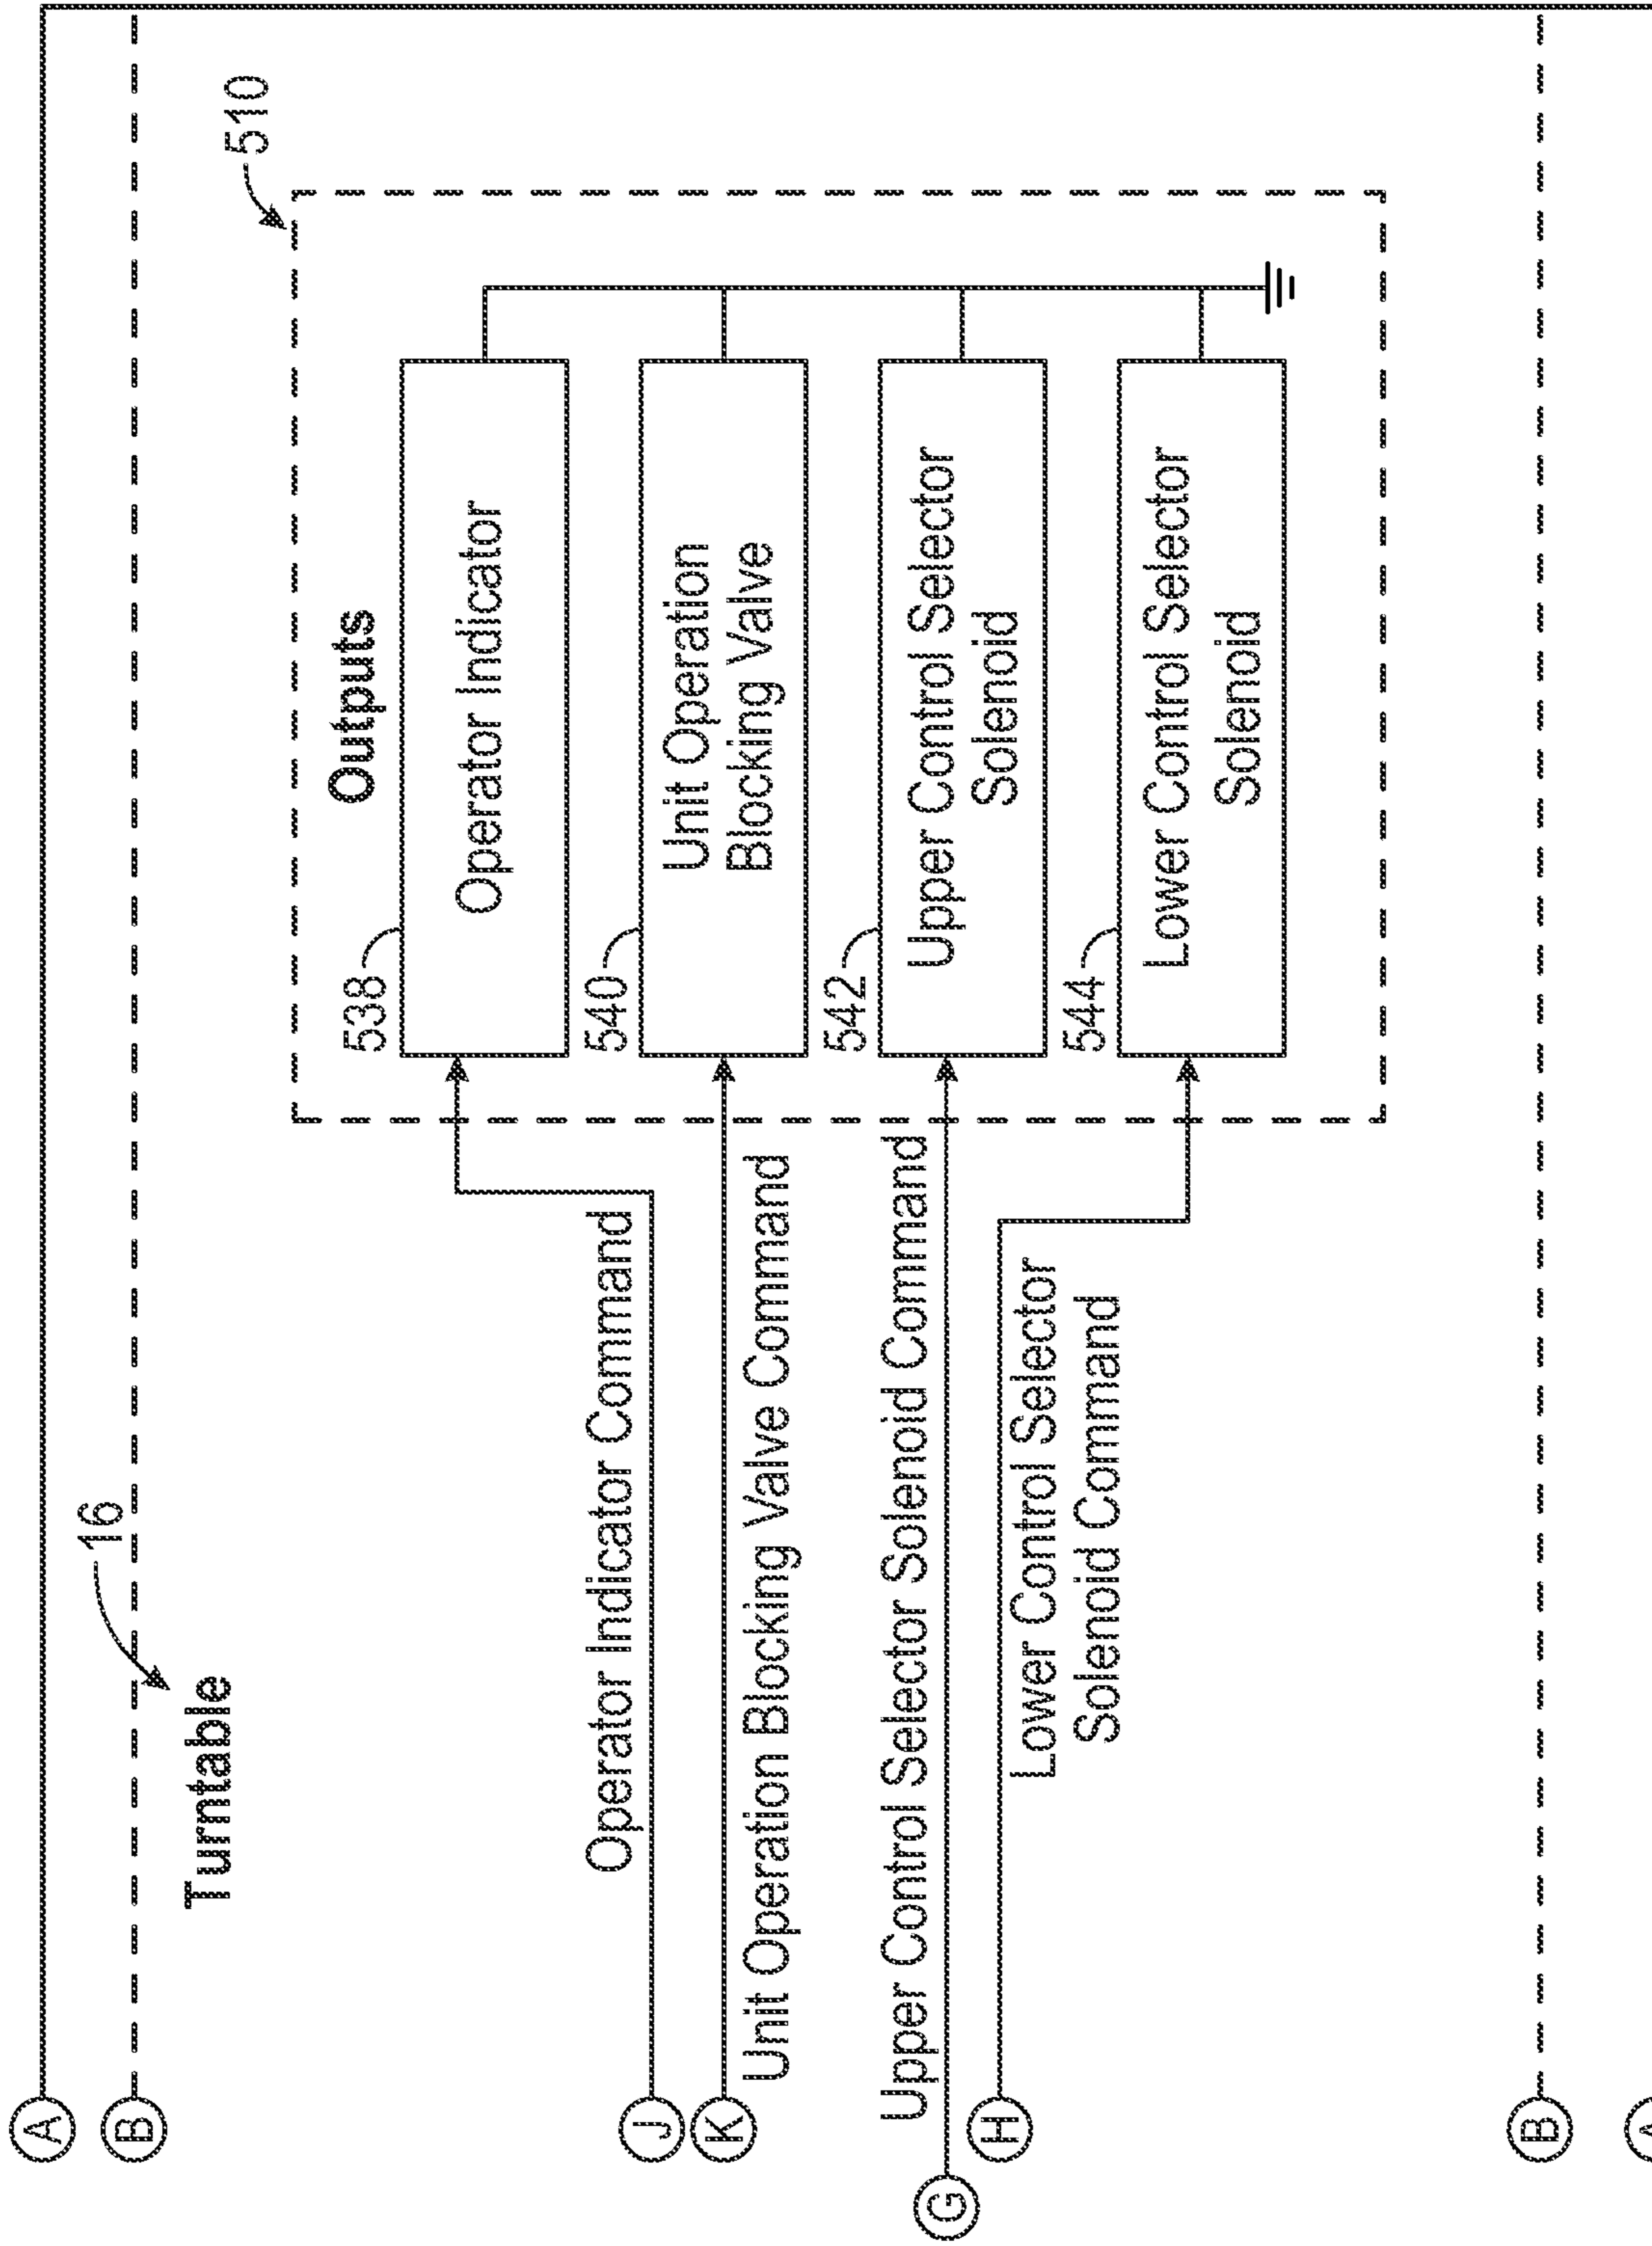 A
B
Turntable
16
510
Outputs
538
Operator Indicator
Operator Indicator Command
J
K
540
Unit Operation
Blocking Valve
Unit Operation Blocking Valve Command
Upper Control Selector Solenoid Command
G
542
Upper Control Selector
Solenoid
H
Lower Control Selector
Solenoid Command
544
Lower Control Selector
Solenoid
B
A